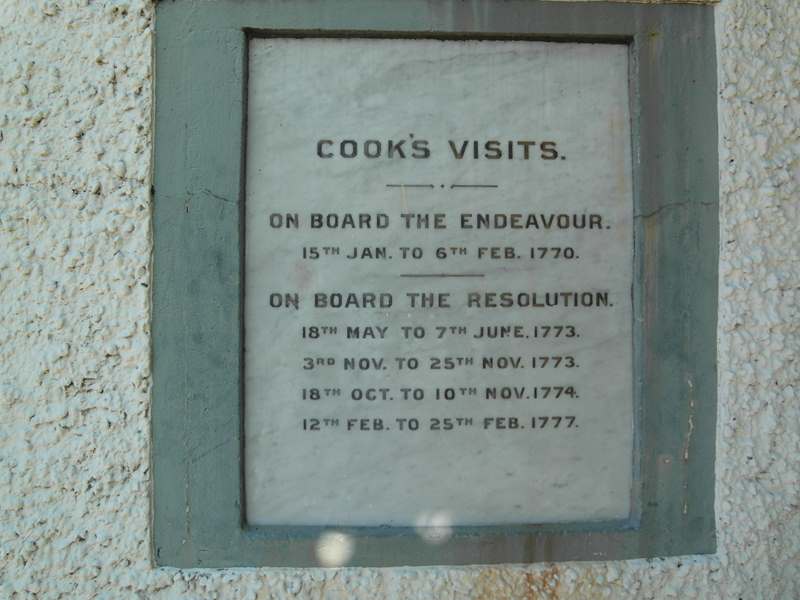 COOK'S VISITS.
ON BOARD THE ENDEAVOUR.
15TH JAN. TO 6TH FEB. 1770.
ON BOARD THE RESOLUTION.
18TH MAY TO 7TH JUNE, 1773.
3RD NOV. TO 25TH NOV. 1773.
18TH OCT. TO 10TH NOV. 1774.
12TH FEB. TO 25TH FEB. 1777.